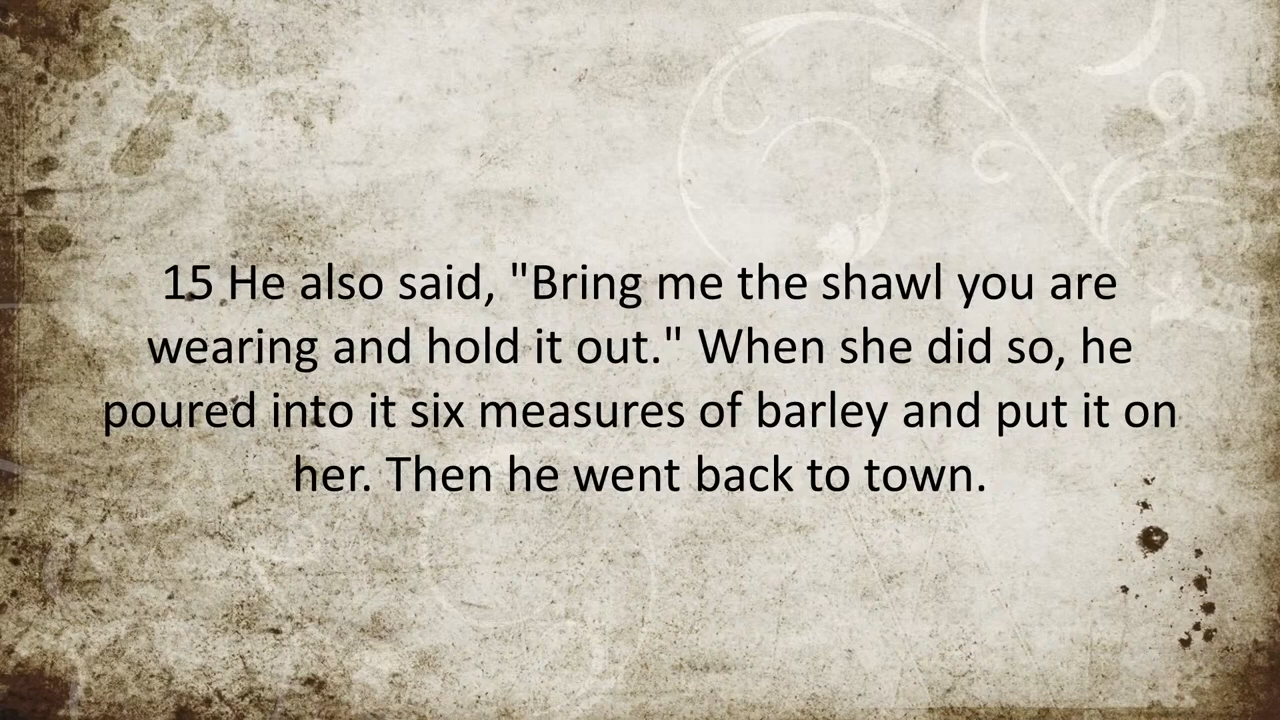 15 He also said, "Bring me the shawl you are
wearing and hold it out." When she did so, he
poured into it six measures of barley and put it on
her. Then he went back to town.